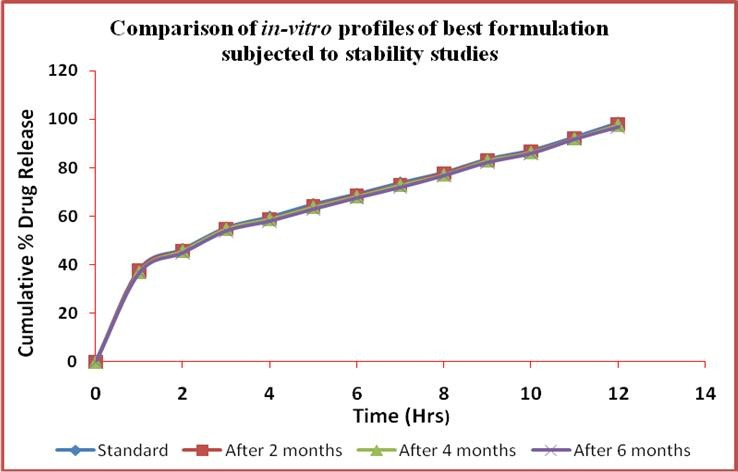 Comparison of in-vitro profiles of best formulation
subjected to stability studies
Cumulative % Drug Release
120
100
80
60
40
20
0
0 2 4 6 8 10 12 14
Time (Hrs)
Standard After 2 months After 4 months After 6 months